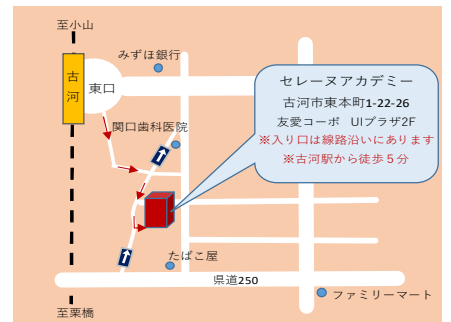 至小山
みずほ銀行
古河
東口
セレーヌアカデミー
古河市東本町1-22-26
友愛コーポ UIプラザ2F
※入り口は線路沿いにあります
※古河駅から徒歩５分
関口歯科医院
たばこ屋
県道250
ファミリーマート
至栗橋